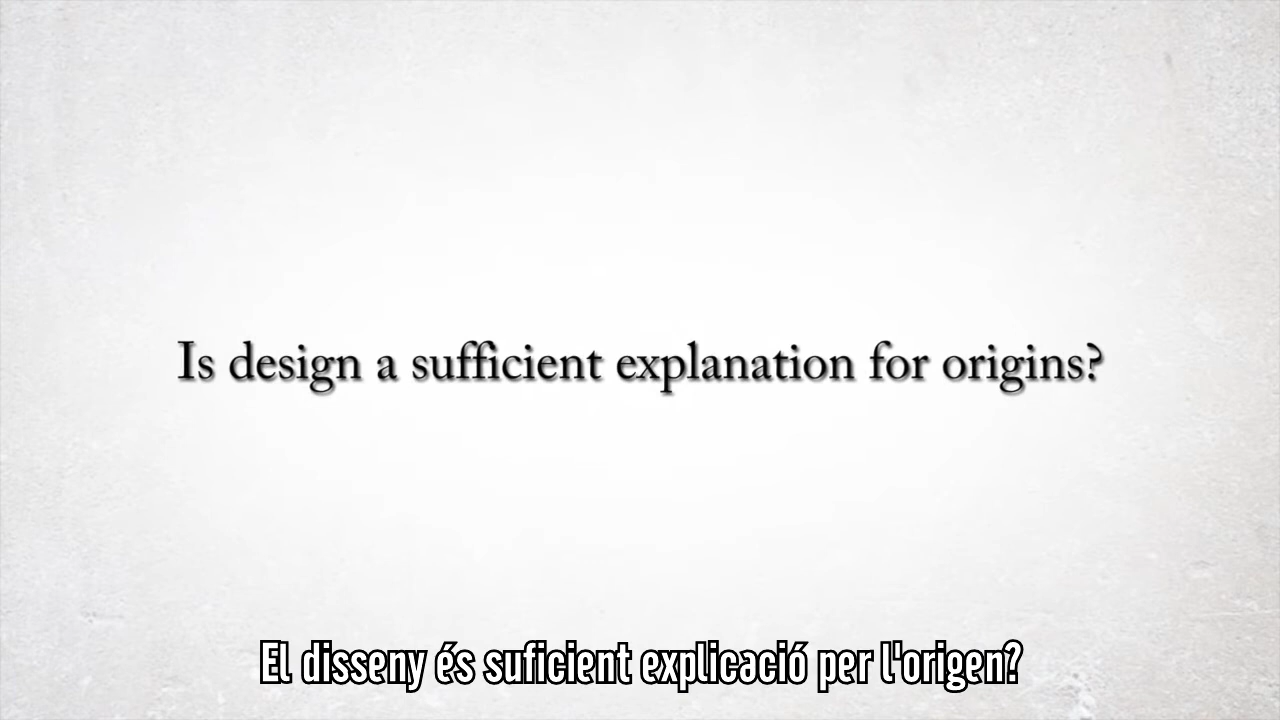 Is design a sufficient explanation for origins?
El disseny és suficient explicació per l'origen?